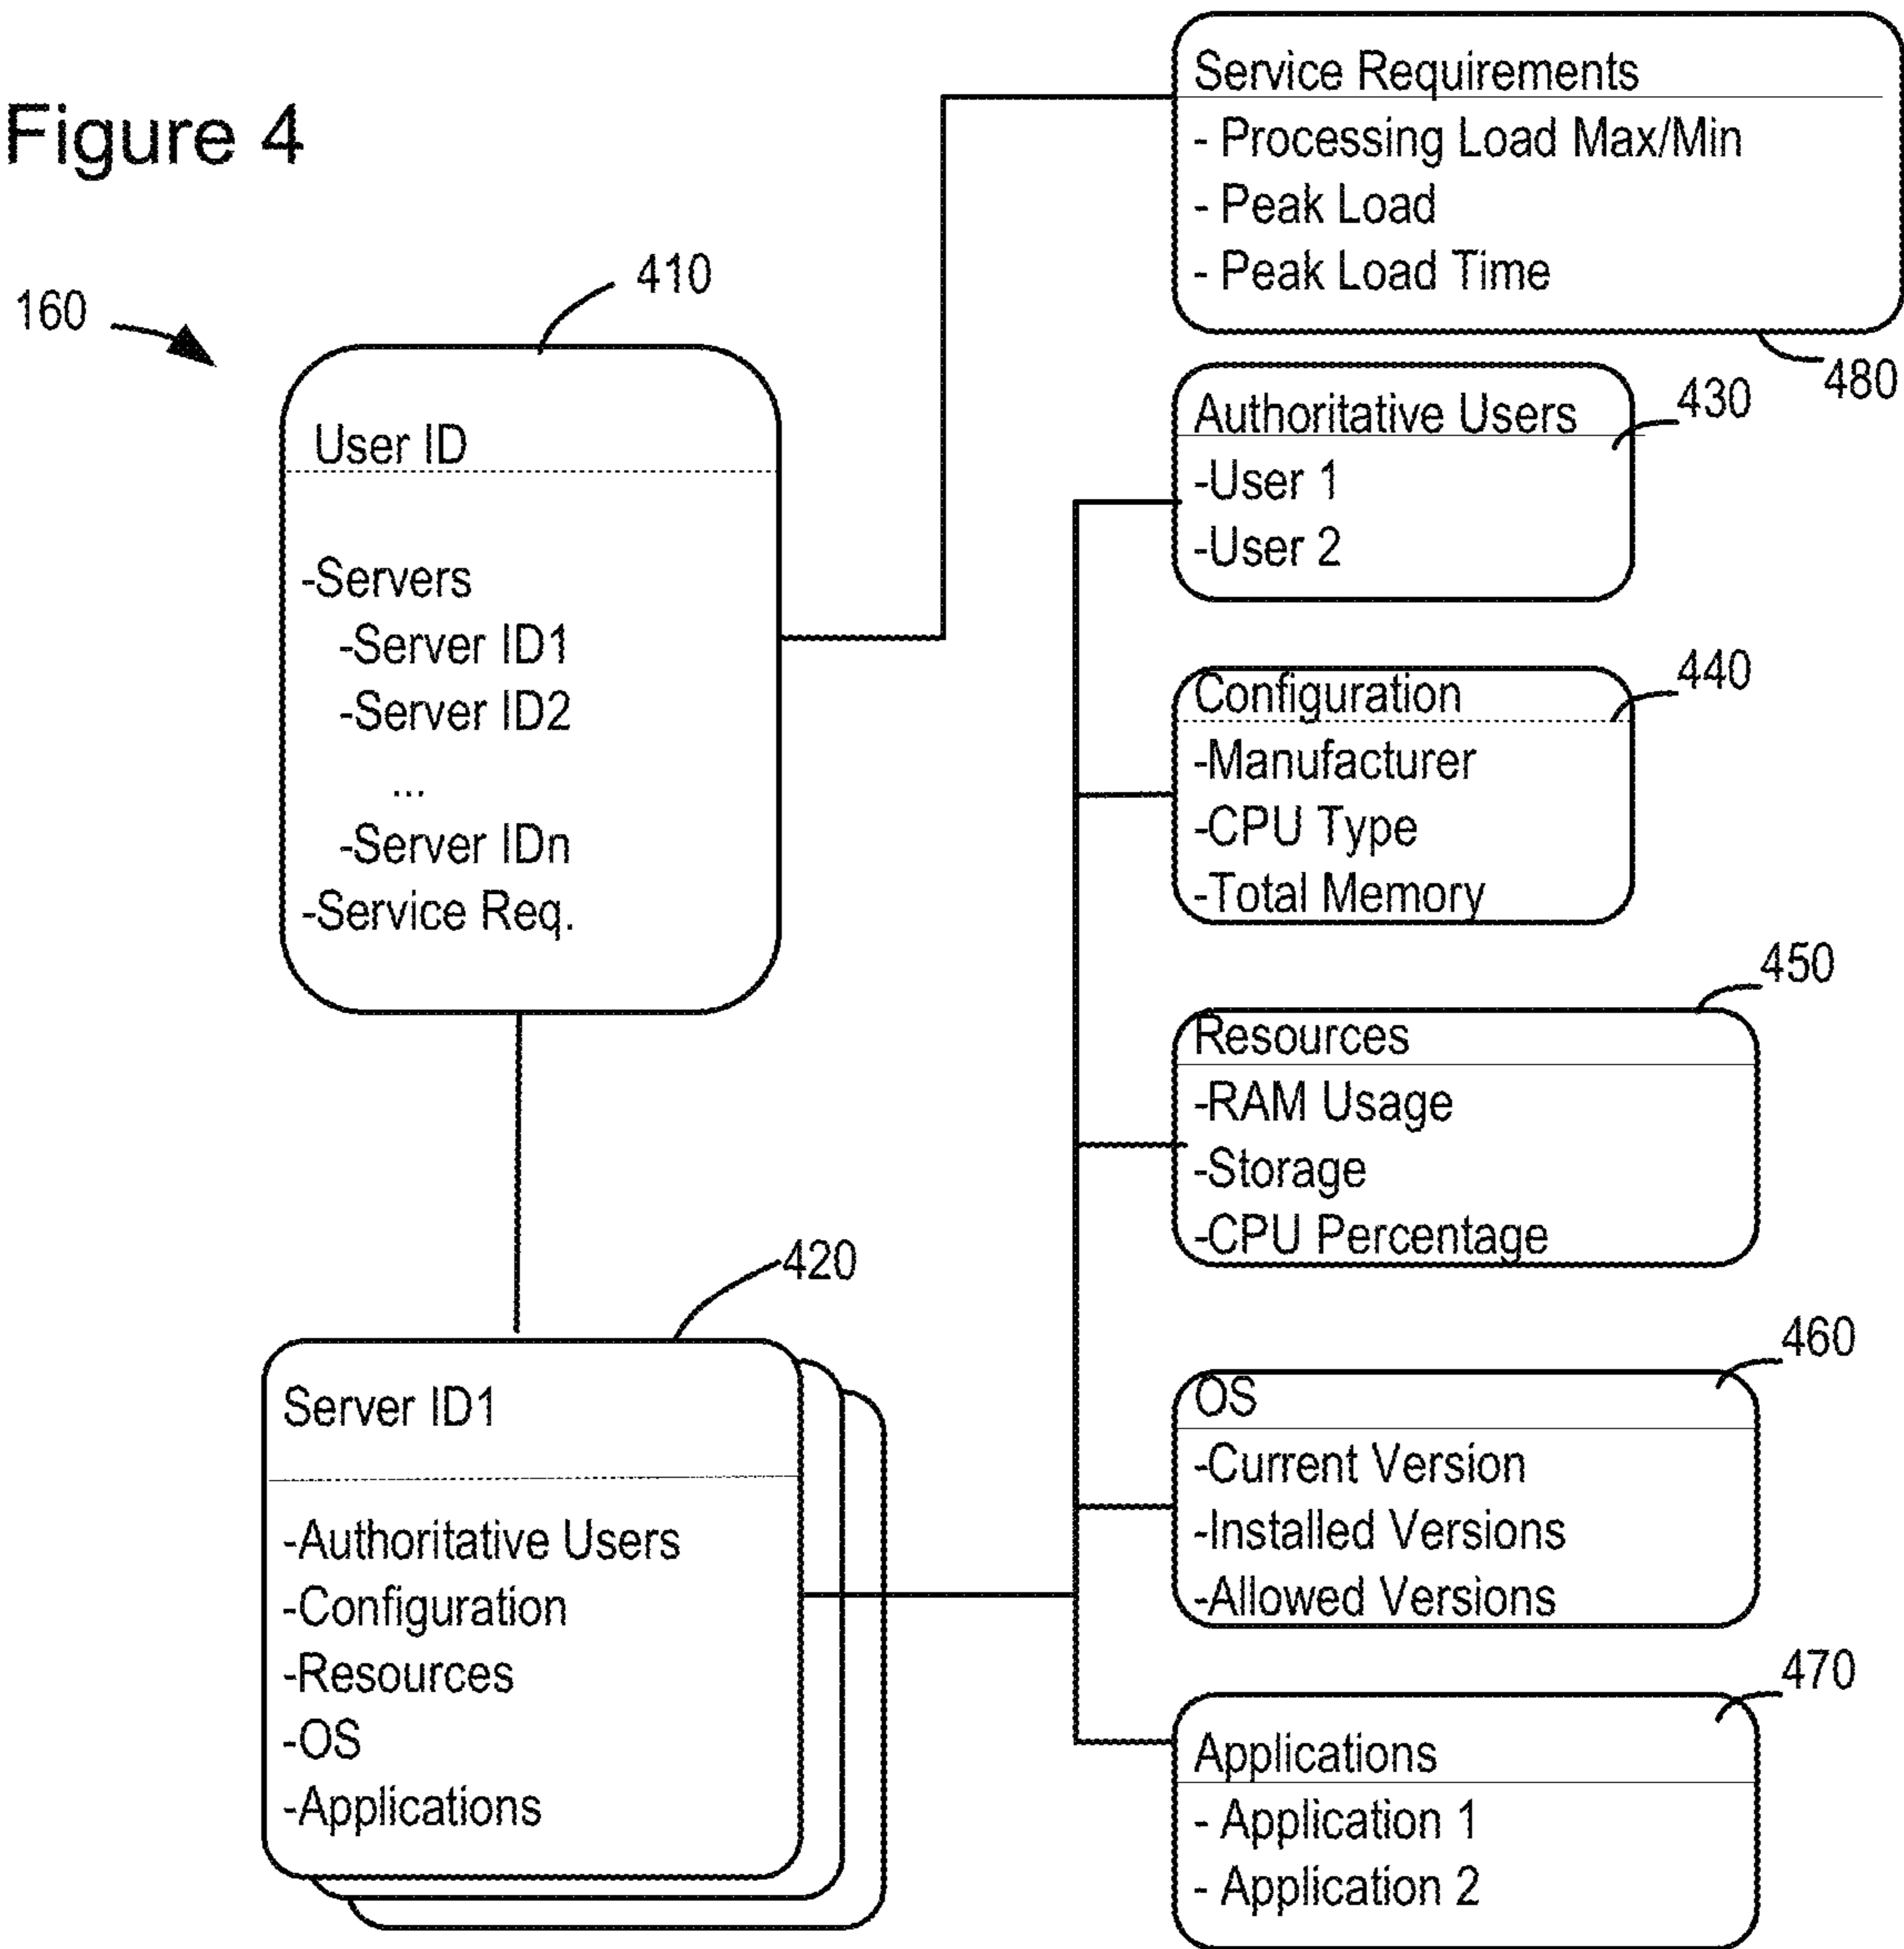 Figure 4
160
410
User ID
-Servers
-Server ID1
-Server ID2
...
-Server IDn
-Service Req.
420
Server ID1
-Authoritative Users
-Configuration
-Resources
-OS
-Applications
Service Requirements
- Processing Load Max/Min
- Peak Load
- Peak Load Time
480
Authoritative Users
-User 1
-User 2
430
Configuration
-Manufacturer
-CPU Type
-Total Memory
440
450
Resources
-RAM Usage
-Storage
-CPU Percentage
460
OS
-Current Version
-Installed Versions
-Allowed Versions
470
Applications
- Application 1
- Application 2